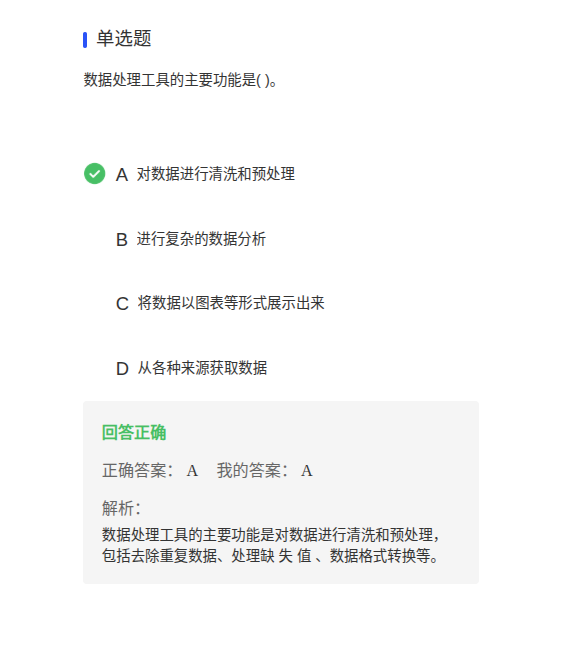 单选题
数据处理工具的主要功能是( )。
A 对数据进行清洗和预处理
B 进行复杂的数据分析
C 将数据以图表等形式展示出来
D 从各种来源获取数据
回答正确
正确答案： A 我的答案： A
解析：
数据处理工具的主要功能是对数据进行清洗和预处理，
包括去除重复数据、处理缺 失 值 、数据格式转换等。